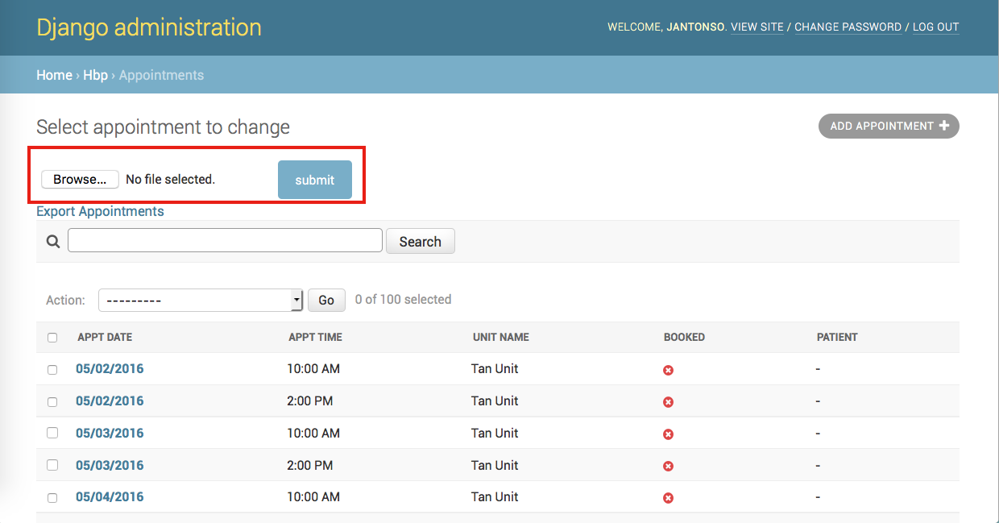 Django administration
WELCOME, JANTONSO. VIEW SITE / CHANGE PASSWORD / LOG OUT
Home › Hbp › Appointments
Select appointment to change
ADD APPOINTMENT +
Browse... No file selected. submit
Export Appointments
Search
Action: --------- Go 0 of 100 selected
APPT DATE APPT TIME UNIT NAME BOOKED PATIENT
05/02/2016 10:00 AM Tan Unit -
05/02/2016 2:00 PM Tan Unit -
05/03/2016 10:00 AM Tan Unit -
05/03/2016 2:00 PM Tan Unit -
05/04/2016 10:00 AM Tan Unit -